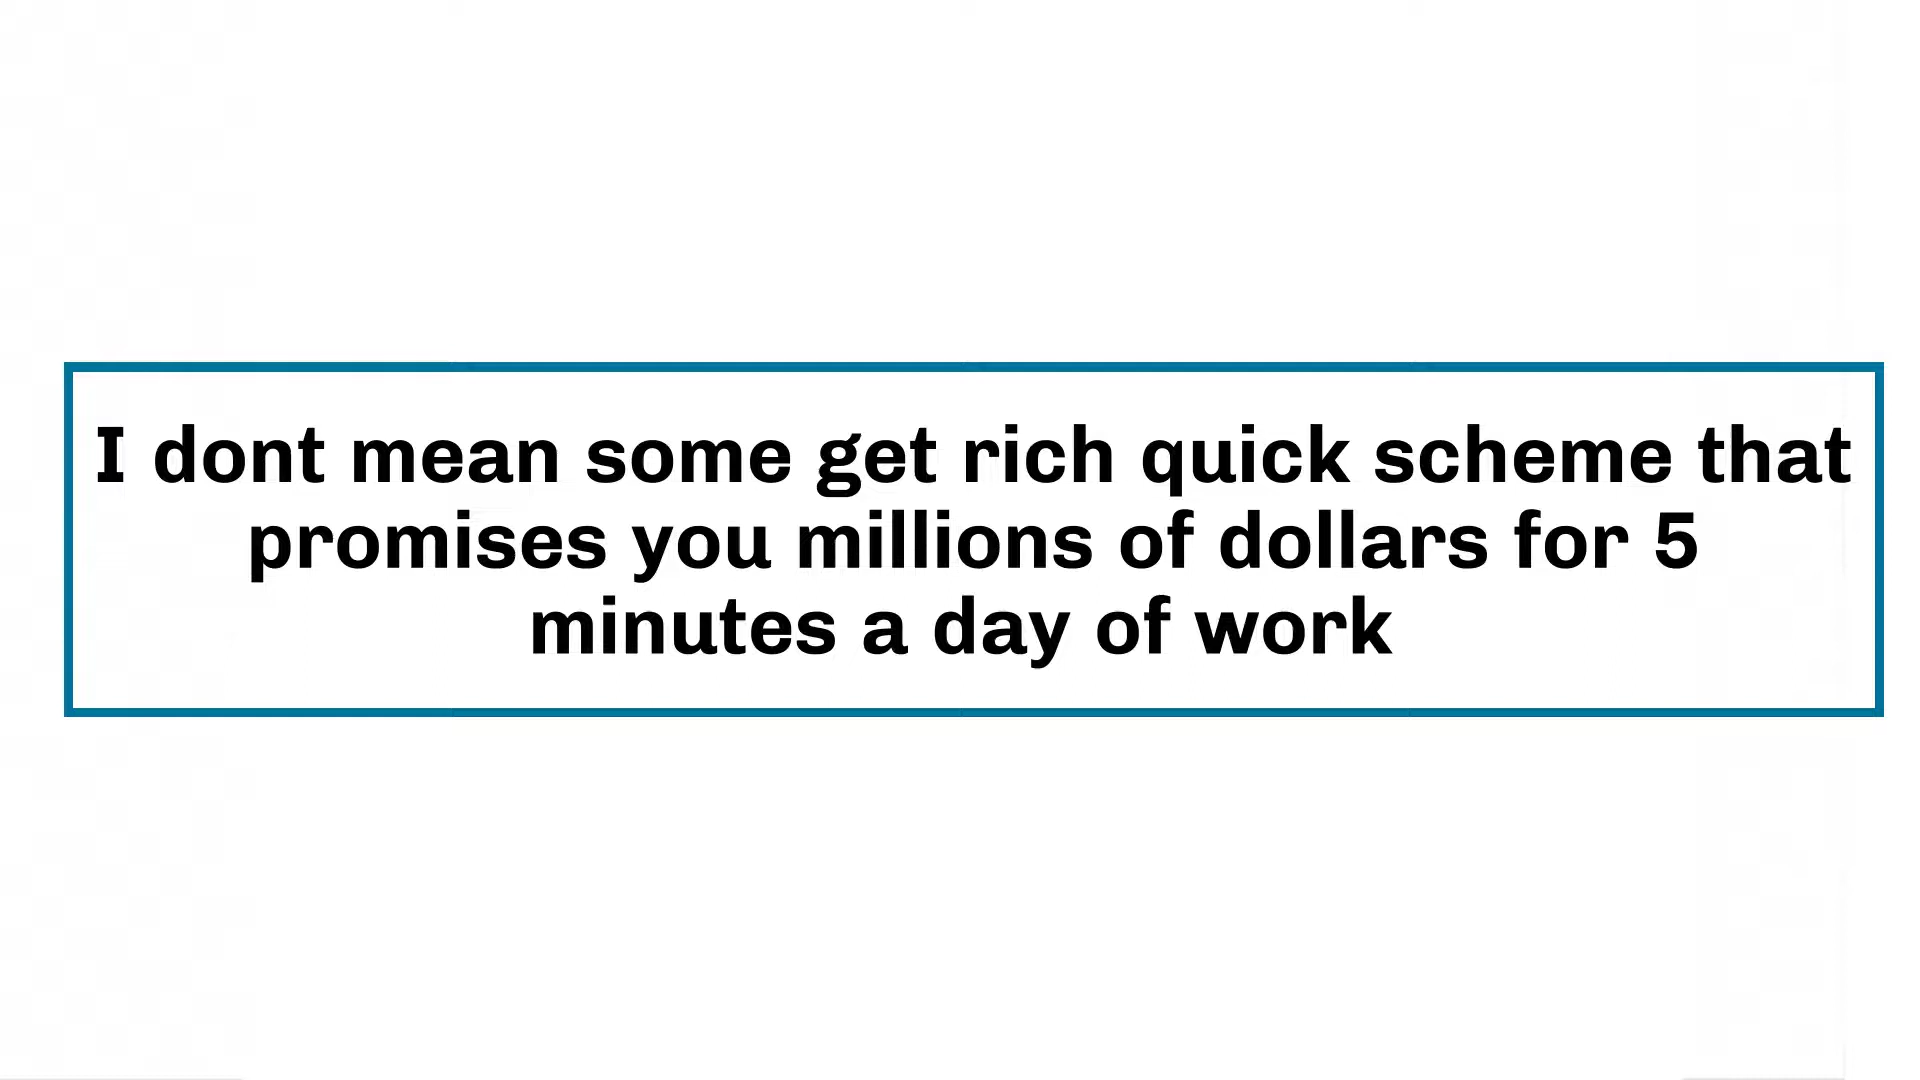 I dont mean some get rich quick scheme that
promises you millions of dollars for 5
minutes a day of work